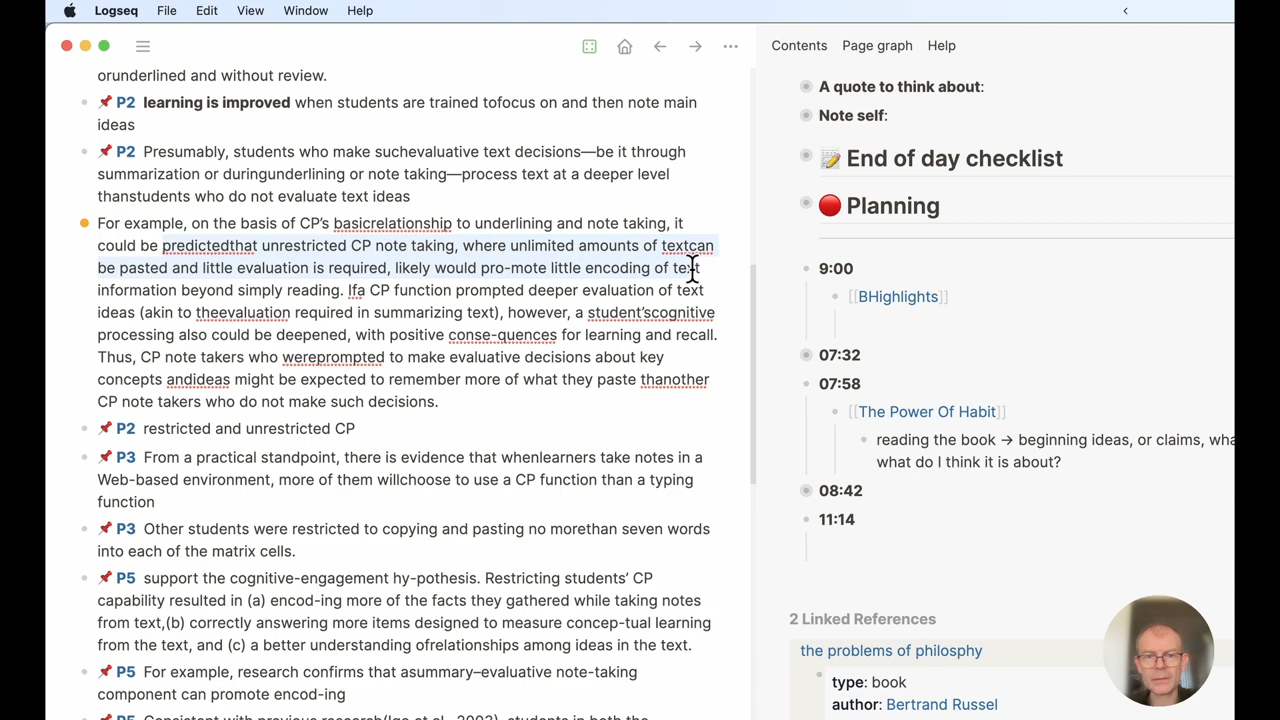 Logseq File Edit View Window Help
Contents Page graph Help
orunderlined and without review.
P2 learning is improved when students are trained tofocus on and then note main
ideas
P2 Presumably, students who make suchevaluative text decisions—be it through
summarization or duringunderlining or note taking—process text at a deeper level
thanstudents who do not evaluate text ideas
For example, on the basis of CP's basicrelationship to underlining and note taking, it
could be predictedthat unrestricted CP note taking, where unlimited amounts of textcan
be pasted and little evaluation is required, likely would pro-mote little encoding of text
information beyond simply reading. Ifa CP function prompted deeper evaluation of text
ideas (akin to theevaluation required in summarizing text), however, a student'scognitive
processing also could be deepened, with positive conse-quences for learning and recall.
Thus, CP note takers who wereprompted to make evaluative decisions about key
concepts andideas might be expected to remember more of what they paste thanother
CP note takers who do not make such decisions.
P2 restricted and unrestricted CP
P3 From a practical standpoint, there is evidence that whenlearners take notes in a
Web-based environment, more of them willchoose to use a CP function than a typing
function
P3 Other students were restricted to copying and pasting no morethan seven words
into each of the matrix cells.
P5 support the cognitive-engagement hy-pothesis. Restricting students' CP
capability resulted in (a) encod-ing more of the facts they gathered while taking notes
from text,(b) correctly answering more items designed to measure concep-tual learning
from the text, and (c) a better understanding ofrelationships among ideas in the text.
P5 For example, research confirms that asummary–evaluative note-taking
component can promote encod-ing
P5 Consistent with previous research(Igo et al., 2003), students in both the
A quote to think about:
Note self:
📝 End of day checklist
🔴 Planning
9:00
[[BHighlights]]
07:32
07:58
[[The Power Of Habit]]
reading the book → beginning ideas, or claims, wha
what do I think it is about?
08:42
11:14
2 Linked References
the problems of philosphy
type: book
author: Bertrand Russel